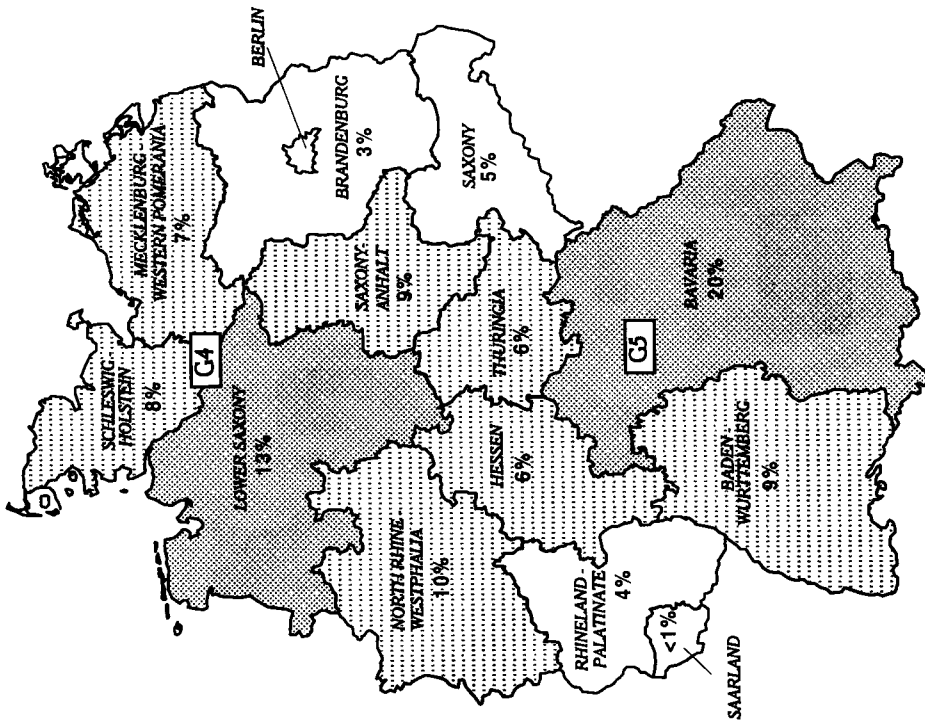 BERLIN
MECKLENBURG
WESTERN POMERANIA
7%
SCHLESWIG-
HOLSTEIN
8%
G4
BRANDENBURG
3%
LOWER SAXONY
13%
SAXONY-
ANHALT
9%
SAXONY
5%
NORTH RHINE
WESTPHALIA
10%
HESSEN
6%
THURINGIA
6%
RHINELAND-
PALATINATE
4%
<1%
SAARLAND
G5
BAVARIA
20%
BADEN-
WURTTEMBERG
9%